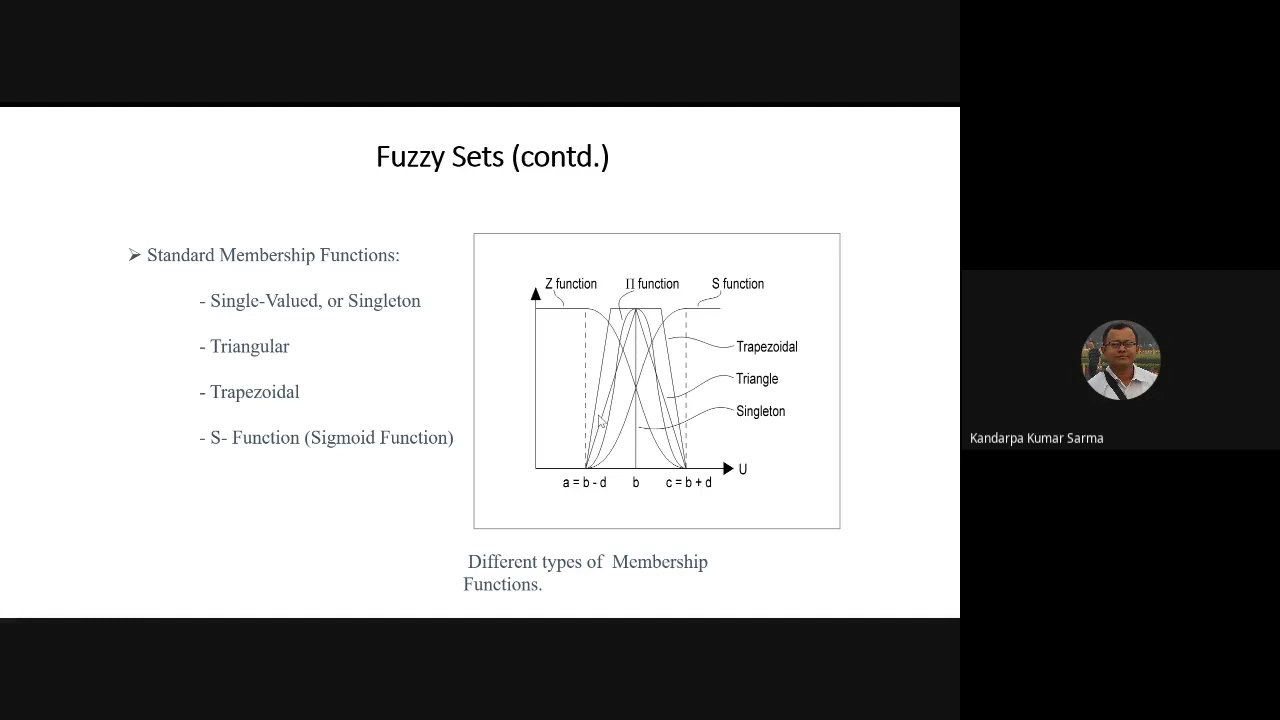 Fuzzy Sets (contd.)
➢ Standard Membership Functions:
- Single-Valued, or Singleton
- Triangular
- Trapezoidal
- S- Function (Sigmoid Function)
Z function
Π function
S function
Trapezoidal
Triangle
Singleton
U
a = b - d
b
c = b + d
Different types of Membership
Functions.
Kandarpa Kumar Sarma